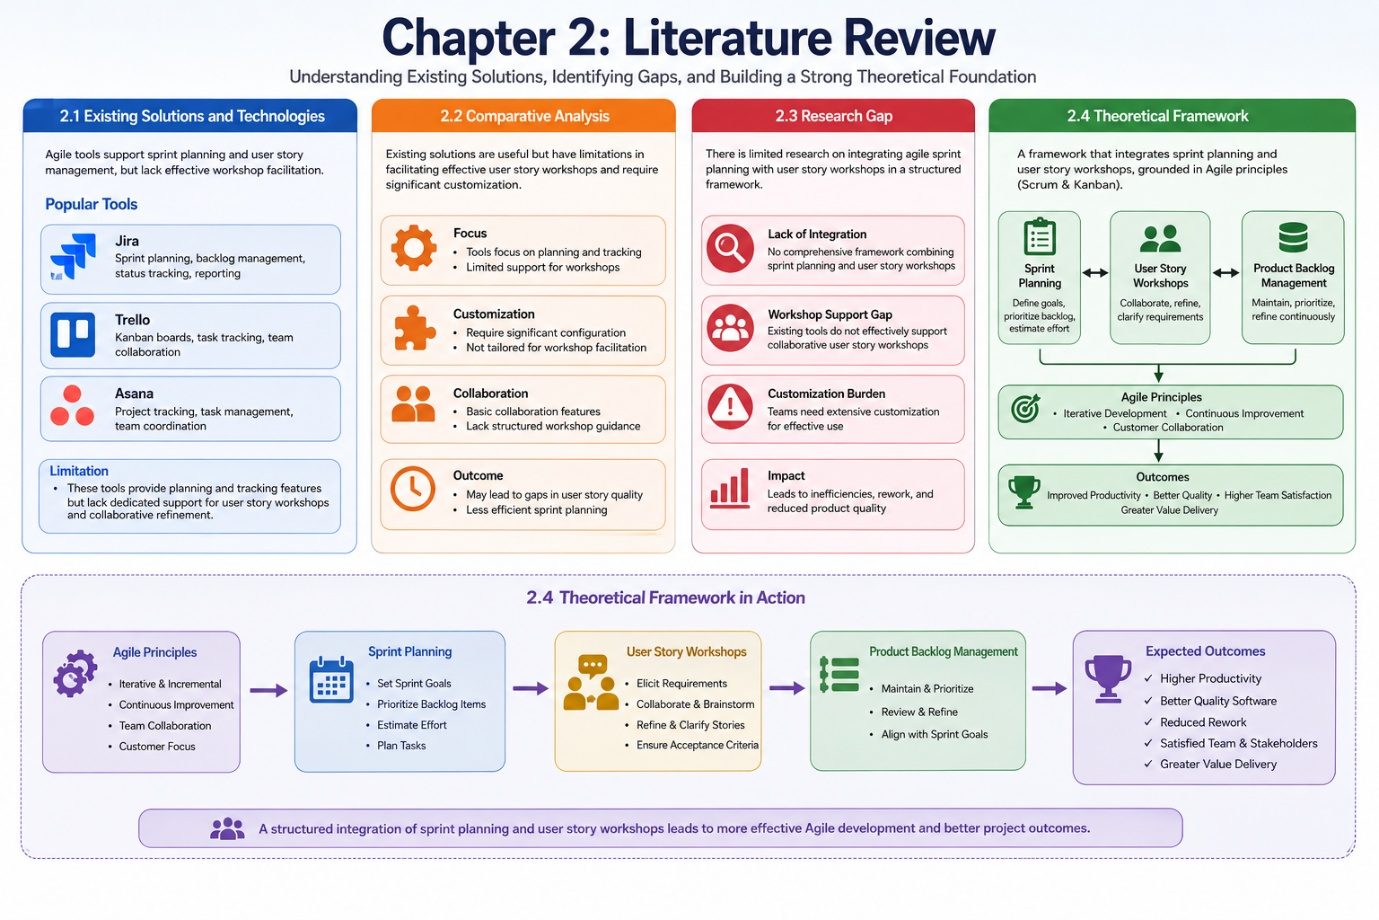 Chapter 2: Literature Review
Understanding Existing Solutions, Identifying Gaps, and Building a Strong Theoretical Foundation
2.1 Existing Solutions and Technologies
Agile tools support sprint planning and user story
management, but lack effective workshop facilitation.
Popular Tools
Jira
Sprint planning, backlog management,
status tracking, reporting
Trello
Kanban boards, task tracking, team
collaboration
Asana
Project tracking, task management,
team coordination
Limitation
• These tools provide planning and tracking features
but lack dedicated support for user story workshops
and collaborative refinement.
2.2 Comparative Analysis
Existing solutions are useful but have limitations in
facilitating effective user story workshops and require
significant customization.
Focus
• Tools focus on planning and tracking
• Limited support for workshops
Customization
• Require significant configuration
• Not tailored for workshop facilitation
Collaboration
• Basic collaboration features
• Lack structured workshop guidance
Outcome
• May lead to gaps in user story quality
• Less efficient sprint planning
2.3 Research Gap
There is limited research on integrating agile sprint
planning with user story workshops in a structured
framework.
Lack of Integration
No comprehensive framework combining
sprint planning and user story workshops
Workshop Support Gap
Existing tools do not effectively support
collaborative user story workshops
Customization Burden
Teams need extensive customization
for effective use
Impact
Leads to inefficiencies, rework, and
reduced product quality
2.4 Theoretical Framework
A framework that integrates sprint planning and
user story workshops, grounded in Agile principles
(Scrum & Kanban).
Sprint
Planning
Define goals,
prioritize backlog,
estimate effort
User Story
Workshops
Collaborate, refine,
clarify requirements
Product Backlog
Management
Maintain, prioritize,
refine continuously
Agile Principles
• Iterative Development • Continuous Improvement
• Customer Collaboration
Outcomes
Improved Productivity • Better Quality • Higher Team Satisfaction
Greater Value Delivery
2.4 Theoretical Framework in Action
Agile Principles
• Iterative & Incremental
• Continuous Improvement
• Team Collaboration
• Customer Focus
Sprint Planning
• Set Sprint Goals
• Prioritize Backlog Items
• Estimate Effort
• Plan Tasks
User Story Workshops
• Elicit Requirements
• Collaborate & Brainstorm
• Refine & Clarify Stories
• Ensure Acceptance Criteria
Product Backlog Management
• Maintain & Prioritize
• Review & Refine
• Align with Sprint Goals
Expected Outcomes
✓ Higher Productivity
✓ Better Quality Software
✓ Reduced Rework
✓ Satisfied Team & Stakeholders
✓ Greater Value Delivery
A structured integration of sprint planning and user story workshops leads to more effective Agile development and better project outcomes.